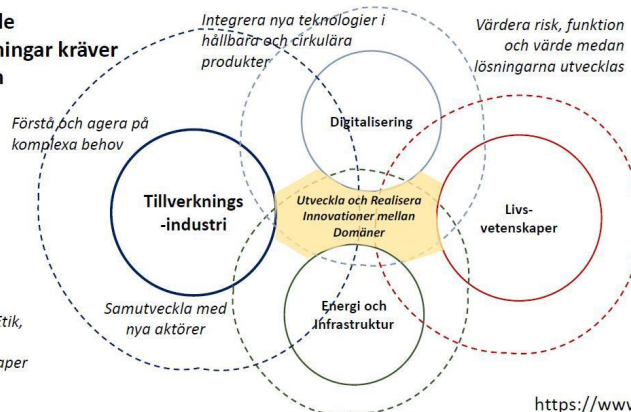 de
ningar kräver
n
Integrera nya teknologier i
hållbara och cirkulära
produkter
Värdera risk, funktion
och värde medan
lösningarna utvecklas
Förstå och agera på
komplexa behov
Digitalisering
Tillverknings
-industri
Utveckla och Realisera
Innovationer mellan
Domäner
Livs-
vetenskaper
Samutveckla med
nya aktörer
Energi och
Infrastruktur
Etik,
aper
https://www